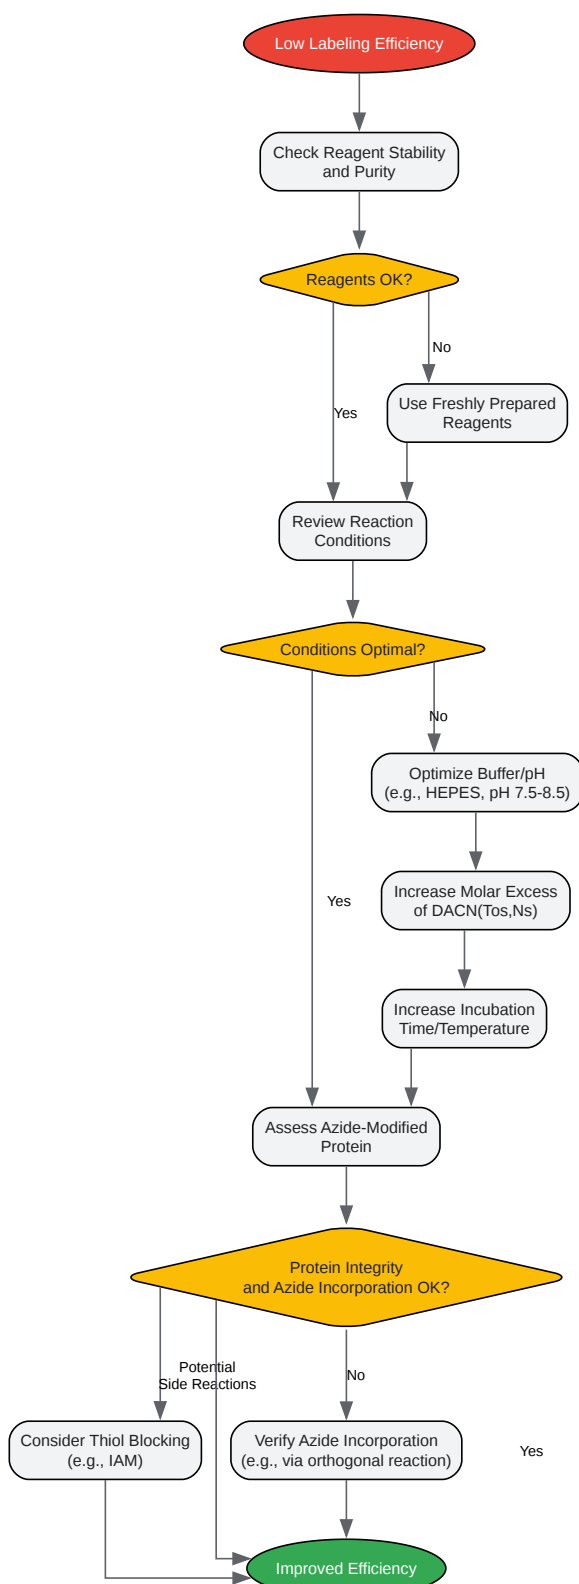 Low Labeling Efficiency
Check Reagent Stability
and Purity
Reagents OK?
No
Yes
Use Freshly Prepared
Reagents
Review Reaction
Conditions
Conditions Optimal?
No
Optimize Buffer/pH
(e.g., HEPES, pH 7.5-8.5)
Yes
Increase Molar Excess
of DACN(Tos,Ns)
Increase Incubation
Time/Temperature
Assess Azide-Modified
Protein
Protein Integrity
and Azide Incorporation OK?
Potential
Side Reactions
No
Consider Thiol Blocking
(e.g., IAM)
Verify Azide Incorporation
(e.g., via orthogonal reaction)
Yes
Improved Efficiency